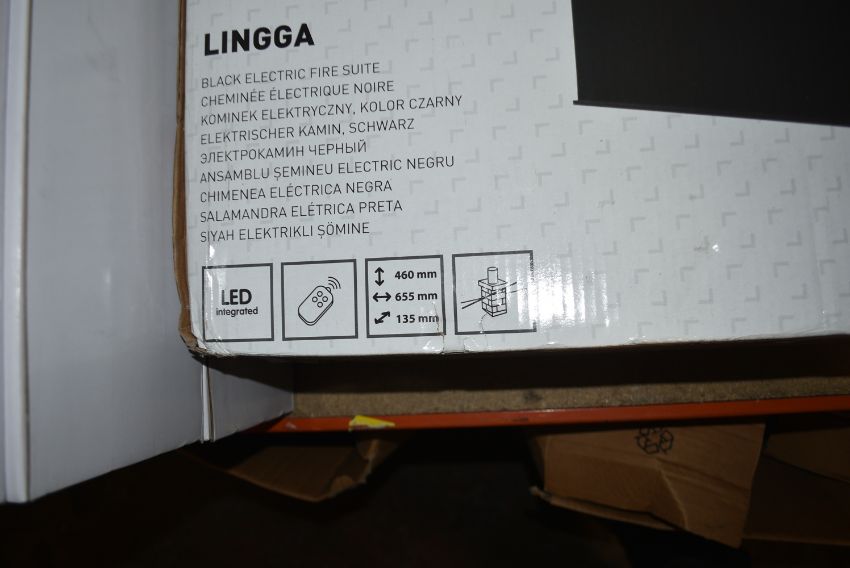 LINGGA
BLACK ELECTRIC FIRE SUITE
CHEMINÉE ÉLECTRIQUE NOIRE
KOMINEK ELEKTRYCZNY, KOLOR CZARNY
ELEKTRISCHER KAMIN, SCHWARZ
ЭЛЕКТРОКАМИН ЧЕРНЫЙ
ANSAMBLU ȘEMINEU ELECTRIC NEGRU
CHIMENEA ELÉCTRICA NEGRA
SALAMANDRA ELÉTRICA PRETA
SIYAH ELEKTRIKLI ŞÖMINE
LED
integrated
460 mm
655 mm
135 mm